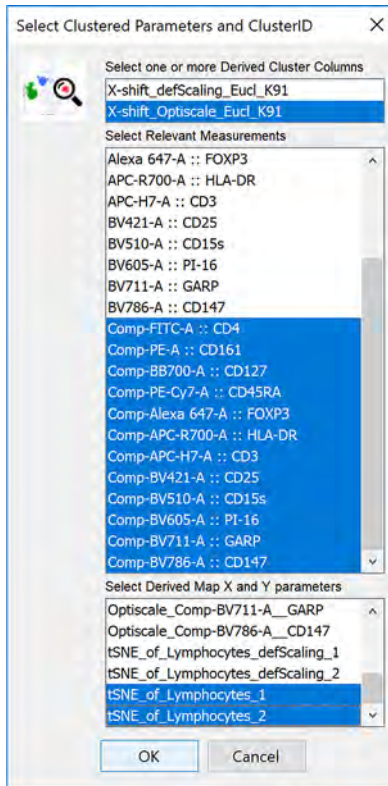 Select Clustered Parameters and ClusterID
Select one or more Derived Cluster Columns
X-shift_defScaling_Eucl_K91
X-shift_Optiscale_Eucl_K91
Select Relevant Measurements
Alexa 647-A :: FOXP3
APC-R700-A :: HLA-DR
APC-H7-A :: CD3
BV421-A :: CD25
BV510-A :: CD15s
BV605-A :: PI-16
BV711-A :: GARP
BV786-A :: CD147
Comp-FITC-A :: CD4
Comp-PE-A :: CD161
Comp-BB700-A :: CD127
Comp-PE-Cy7-A :: CD45RA
Comp-Alexa 647-A :: FOXP3
Comp-APC-R700-A :: HLA-DR
Comp-APC-H7-A :: CD3
Comp-BV421-A :: CD25
Comp-BV510-A :: CD15s
Comp-BV605-A :: PI-16
Comp-BV711-A :: GARP
Comp-BV786-A :: CD147
Select Derived Map X and Y parameters
Optiscale_Comp-BV711-A__GARP
Optiscale_Comp-BV786-A__CD147
tSNE_of_Lymphocytes_defScaling_1
tSNE_of_Lymphocytes_defScaling_2
tSNE_of_Lymphocytes_1
tSNE_of_Lymphocytes_2
OK Cancel